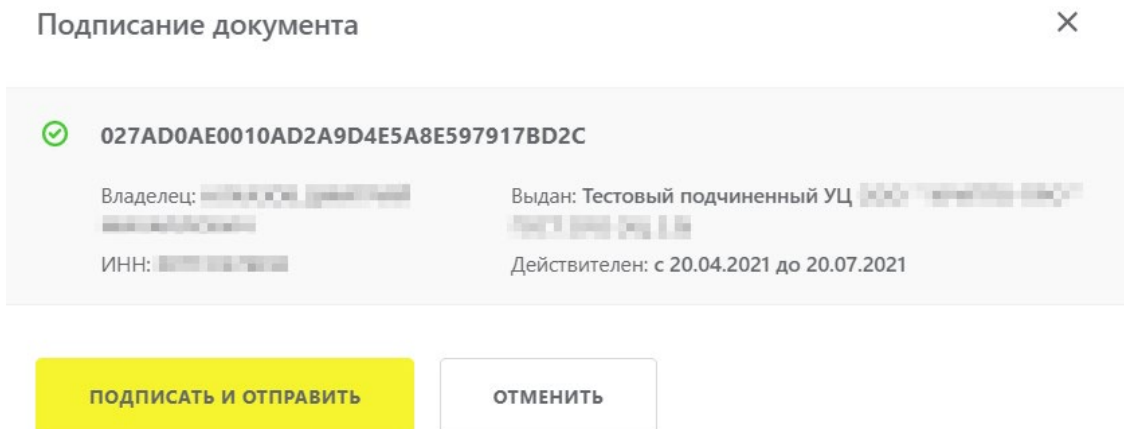 Подписание документа
027AD0AE0010AD2A9D4E5A8E597917BD2C
Владелец:
Выдан: Тестовый подчиненный УЦ
ИНН:
Действителен: с 20.04.2021 до 20.07.2021
ПОДПИСАТЬ И ОТПРАВИТЬ
ОТМЕНИТЬ